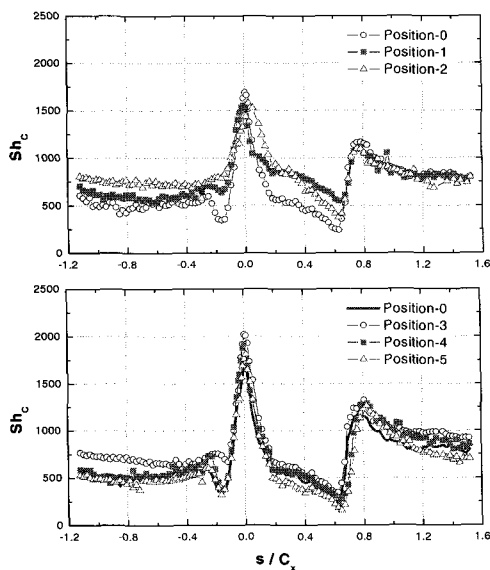 2500
2000
1500
1000
500
0
Sh_C
Position-0
Position-1
Position-2
-1.2 -0.8 -0.4 0.0 0.4 0.8 1.2 1.6
2500
2000
1500
1000
500
0
Sh_C
Position-0
Position-3
Position-4
Position-5
-1.2 -0.8 -0.4 0.0 0.4 0.8 1.2 1.6
s / C_x